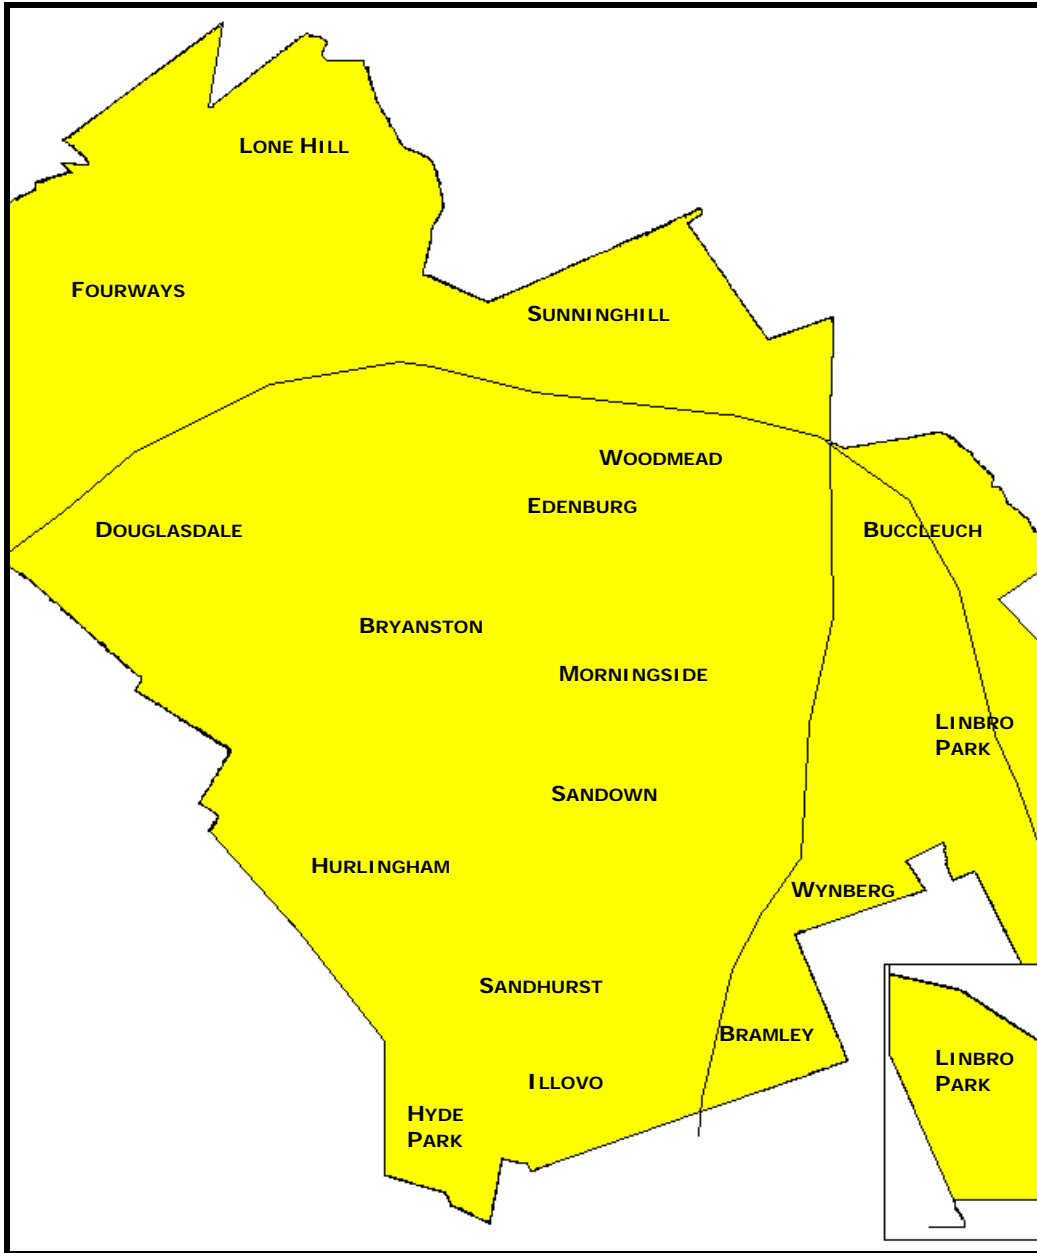 LONE HILL
FOURWAYS
SUNNINGHILL
WOODMEAD
EDENBURG
DOUGLASDALE
BUCCLEUCH
BRYANSTON
MORNINGSIDE
LINBRO
PARK
SANDOWN
HURLINGHAM
WYNBERG
SANDHURST
BRAMLEY
LINBRO
PARK
ILLOVO
HYDE
PARK